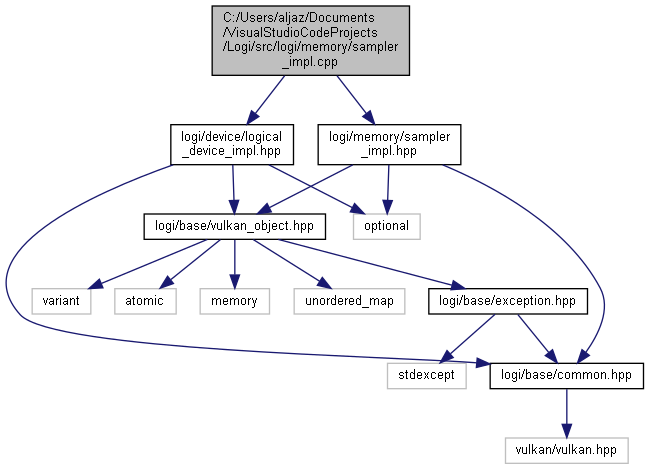 C:/Users/aljaz/Documents
/VisualStudioCodeProjects
/Logi/src/logi/memory/sampler
_impl.cpp
logi/device/logical
_device_impl.hpp
logi/memory/sampler
_impl.hpp
logi/base/vulkan_object.hpp
optional
variant
atomic
memory
unordered_map
logi/base/exception.hpp
stdexcept
logi/base/common.hpp
vulkan/vulkan.hpp